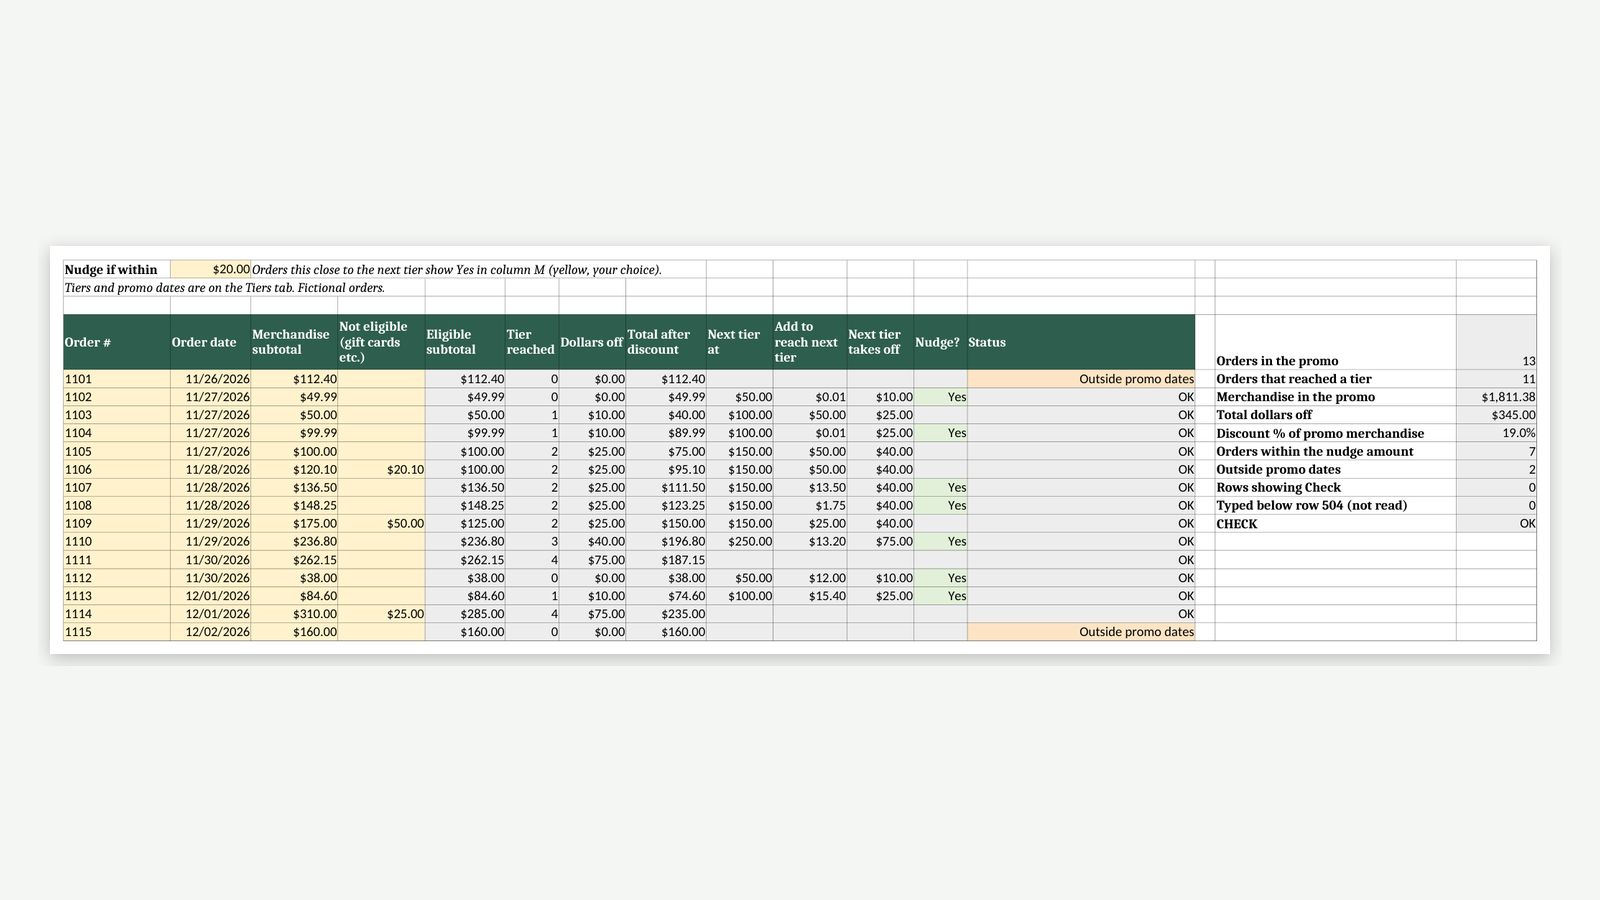 Nudge if within $20.00 Orders this close to the next tier show Yes in column M (yellow, your choice).
Tiers and promo dates are on the Tiers tab. Fictional orders.
Order # Order date Merchandise subtotal Not eligible (gift cards etc.) Eligible subtotal Tier reached Dollars off Total after discount Next tier at Add to reach next tier Next tier takes off Nudge? Status Orders in the promo 13
1101 11/26/2026 $112.40 $112.40 0 $0.00 $112.40 Outside promo dates Orders that reached a tier 11
1102 11/27/2026 $49.99 $49.99 0 $0.00 $49.99 $50.00 $0.01 $10.00 Yes OK Merchandise in the promo $1,811.38
1103 11/27/2026 $50.00 $50.00 1 $10.00 $40.00 $100.00 $50.00 $25.00 OK Total dollars off $345.00
1104 11/27/2026 $99.99 $99.99 1 $10.00 $89.99 $100.00 $0.01 $25.00 Yes OK Discount % of promo merchandise 19.0%
1105 11/27/2026 $100.00 $100.00 2 $25.00 $75.00 $150.00 $50.00 $40.00 OK Orders within the nudge amount 7
1106 11/28/2026 $120.10 $20.10 $100.00 2 $25.00 $95.10 $150.00 $50.00 $40.00 OK Outside promo dates 2
1107 11/28/2026 $136.50 $136.50 2 $25.00 $111.50 $150.00 $13.50 $40.00 Yes OK Rows showing Check 0
1108 11/28/2026 $148.25 $148.25 2 $25.00 $123.25 $150.00 $1.75 $40.00 Yes OK Typed below row 504 (not read) 0
1109 11/29/2026 $175.00 $50.00 $125.00 2 $25.00 $150.00 $150.00 $25.00 $40.00 OK CHECK OK
1110 11/29/2026 $236.80 $236.80 3 $40.00 $196.80 $250.00 $13.20 $75.00 Yes OK
1111 11/30/2026 $262.15 $262.15 4 $75.00 $187.15 OK
1112 11/30/2026 $38.00 $38.00 0 $0.00 $38.00 $50.00 $12.00 $10.00 Yes OK
1113 12/01/2026 $84.60 $84.60 1 $10.00 $74.60 $100.00 $15.40 $25.00 Yes OK
1114 12/01/2026 $310.00 $25.00 $285.00 4 $75.00 $235.00 OK
1115 12/02/2026 $160.00 $160.00 0 $0.00 $160.00 Outside promo dates